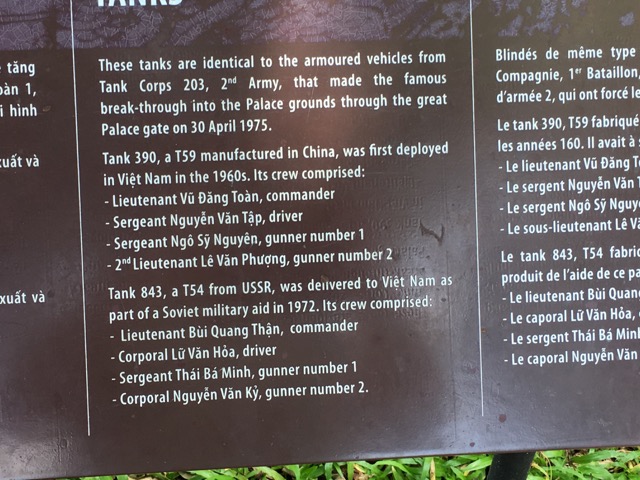 TANKS
These tanks are identical to the armoured vehicles from
Tank Corps 203, 2nd Army, that made the famous
break-through into the Palace grounds through the great
Palace gate on 30 April 1975.
Tank 390, a T59 manufactured in China, was first deployed
in Việt Nam in the 1960s. Its crew comprised:
- Lieutenant Vũ Đăng Toàn, commander
- Sergeant Nguyễn Văn Tập, driver
- Sergeant Ngô Sỹ Nguyên, gunner number 1
- 2nd Lieutenant Lê Văn Phượng, gunner number 2
Tank 843, a T54 from USSR, was delivered to Việt Nam as
part of a Soviet military aid in 1972. Its crew comprised:
- Lieutenant Bùi Quang Thận, commander
- Corporal Lữ Văn Hỏa, driver
- Sergeant Thái Bá Minh, gunner number 1
- Corporal Nguyễn Văn Kỷ, gunner number 2.
tăng
1,
hình
xuất và
xuất và
Blindés de même type
Compagnie, 1er Bataillon
d'armée 2, qui ont forcé le
Le tank 390, T59 fabriqué
les années 160. Il avait à
- Le lieutenant Vũ Đăng
- Le sergent Nguyễn Văn
- Le sergent Ngô Sỹ
- Le sous-lieutenant Lê
Le tank 843, T54
produit de l'aide de ce
- Le lieutenant Bùi Quang
- Le caporal Lữ Văn Hỏa,
- Le sergent Thái Bá Minh
- Le caporal Nguyễn Văn